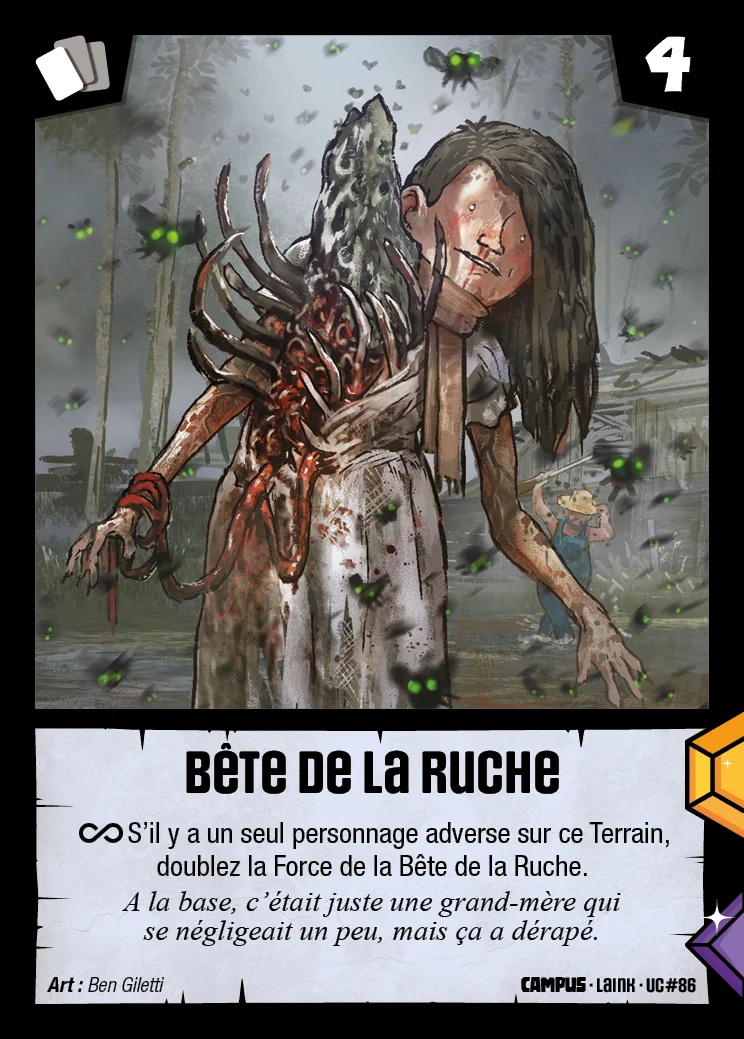 4
BÊTE DE LA RUCHE
∞ S'il y a un seul personnage adverse sur ce Terrain,
doublez la Force de la Bête de la Ruche.
A la base, c'était juste une grand-mère qui
se négligeait un peu, mais ça a dérapé.
Art : Ben Giletti
CAMPUS · LAINK · UC#86